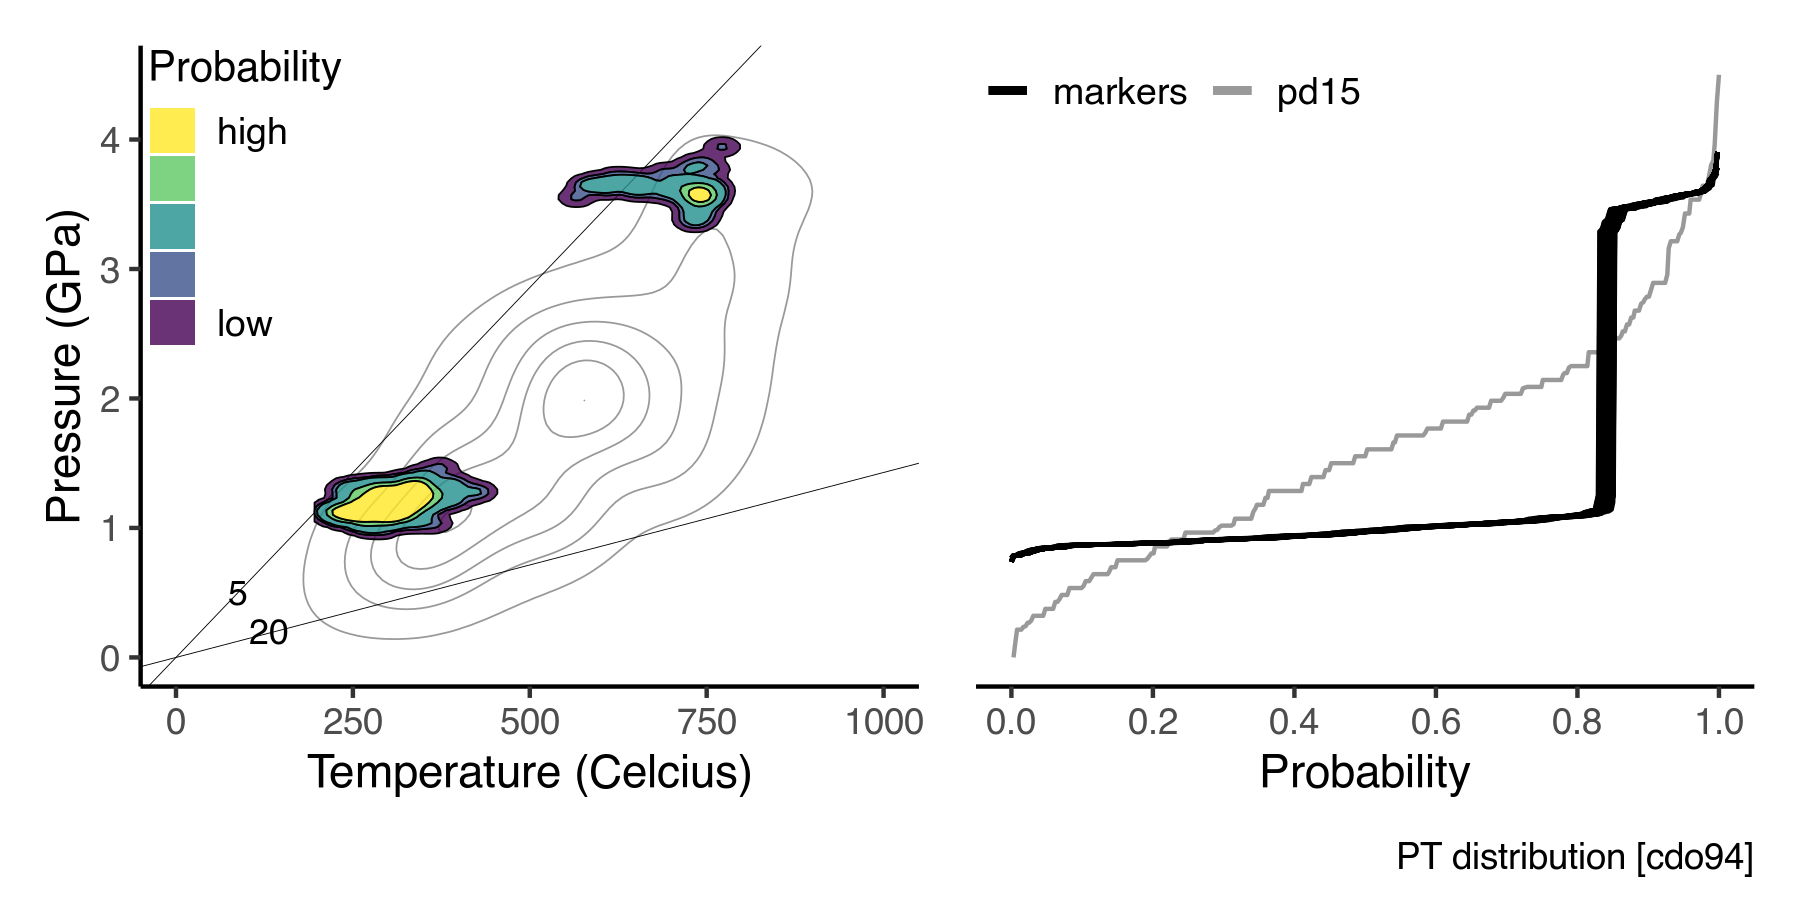 Probability
high
low
4
3
2
1
0
Pressure (GPa)
5
20
0 250 500 750 1000
Temperature (Celcius)
markers pd15
0.0 0.2 0.4 0.6 0.8 1.0
Probability
PT distribution [cdo94]